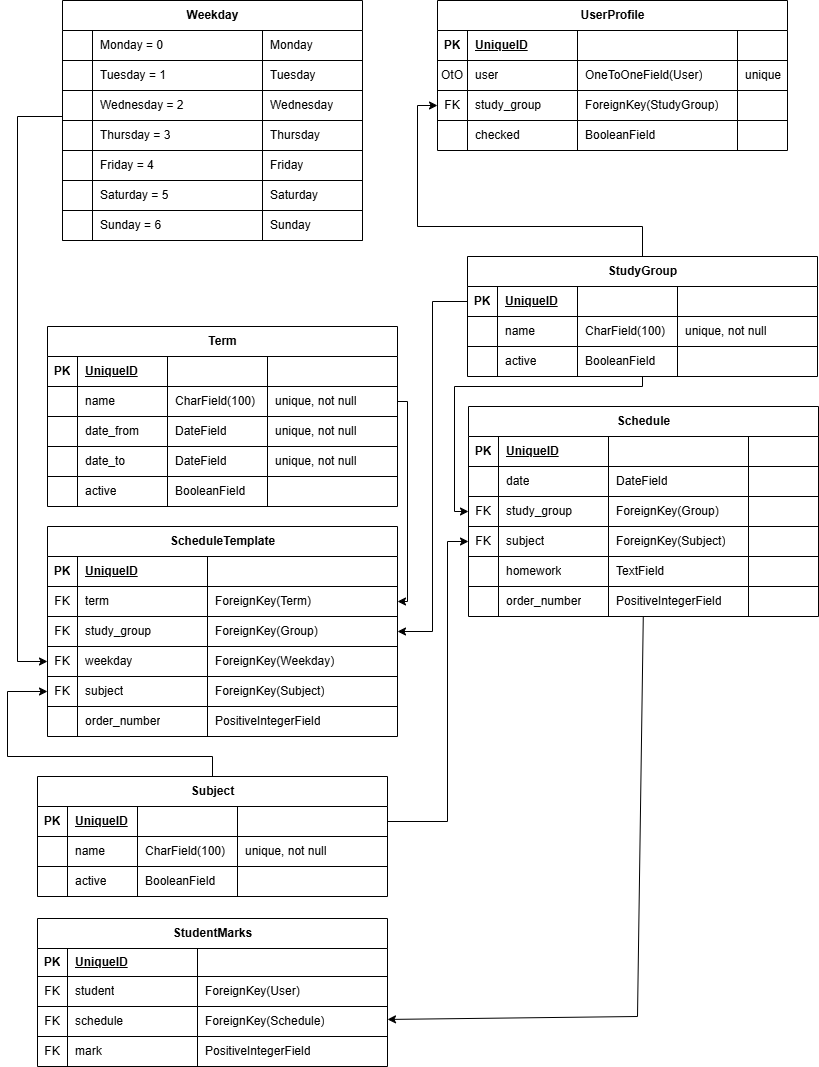 Weekday
Monday = 0 Monday
Tuesday = 1 Tuesday
Wednesday = 2 Wednesday
Thursday = 3 Thursday
Friday = 4 Friday
Saturday = 5 Saturday
Sunday = 6 Sunday
UserProfile
PK UniqueID
OtO user OneToOneField(User) unique
FK study_group ForeignKey(StudyGroup)
checked BooleanField
StudyGroup
PK UniqueID
name CharField(100) unique, not null
active BooleanField
Term
PK UniqueID
name CharField(100) unique, not null
date_from DateField unique, not null
date_to DateField unique, not null
active BooleanField
Schedule
PK UniqueID
date DateField
FK study_group ForeignKey(Group)
FK subject ForeignKey(Subject)
homework TextField
order_number PositiveIntegerField
ScheduleTemplate
PK UniqueID
FK term ForeignKey(Term)
FK study_group ForeignKey(Group)
FK weekday ForeignKey(Weekday)
FK subject ForeignKey(Subject)
order_number PositiveIntegerField
Subject
PK UniqueID
name CharField(100) unique, not null
active BooleanField
StudentMarks
PK UniqueID
FK student ForeignKey(User)
FK schedule ForeignKey(Schedule)
FK mark PositiveIntegerField